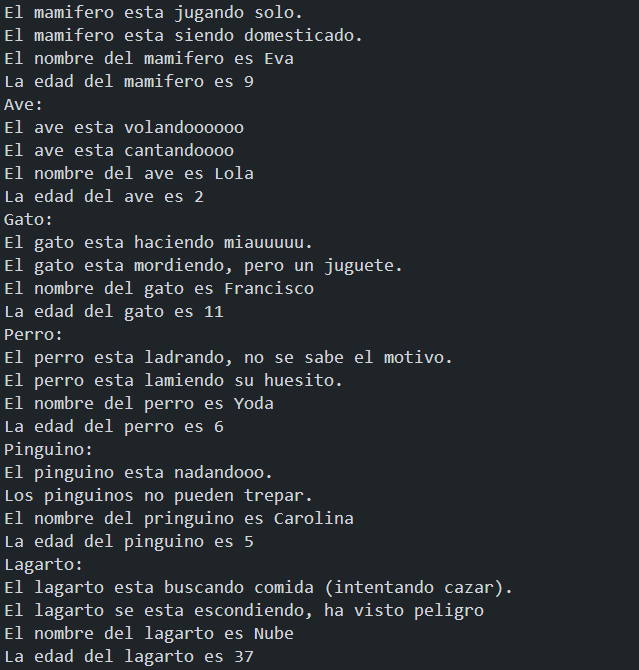 El mamifero esta jugando solo.
El mamifero esta siendo domesticado.
El nombre del mamifero es Eva
La edad del mamifero es 9
Ave:
El ave esta volandoooooo
El ave esta cantandoooo
El nombre del ave es Lola
La edad del ave es 2
Gato:
El gato esta haciendo miauuuuu.
El gato esta mordiendo, pero un juguete.
El nombre del gato es Francisco
La edad del gato es 11
Perro:
El perro esta ladrando, no se sabe el motivo.
El perro esta lamiendo su huesito.
El nombre del perro es Yoda
La edad del perro es 6
Pinguino:
El pinguino esta nadandooo.
Los pinguinos no pueden trepar.
El nombre del pringuino es Carolina
La edad del pinguino es 5
Lagarto:
El lagarto esta buscando comida (intentando cazar).
El lagarto se esta escondiendo, ha visto peligro
El nombre del lagarto es Nube
La edad del lagarto es 37